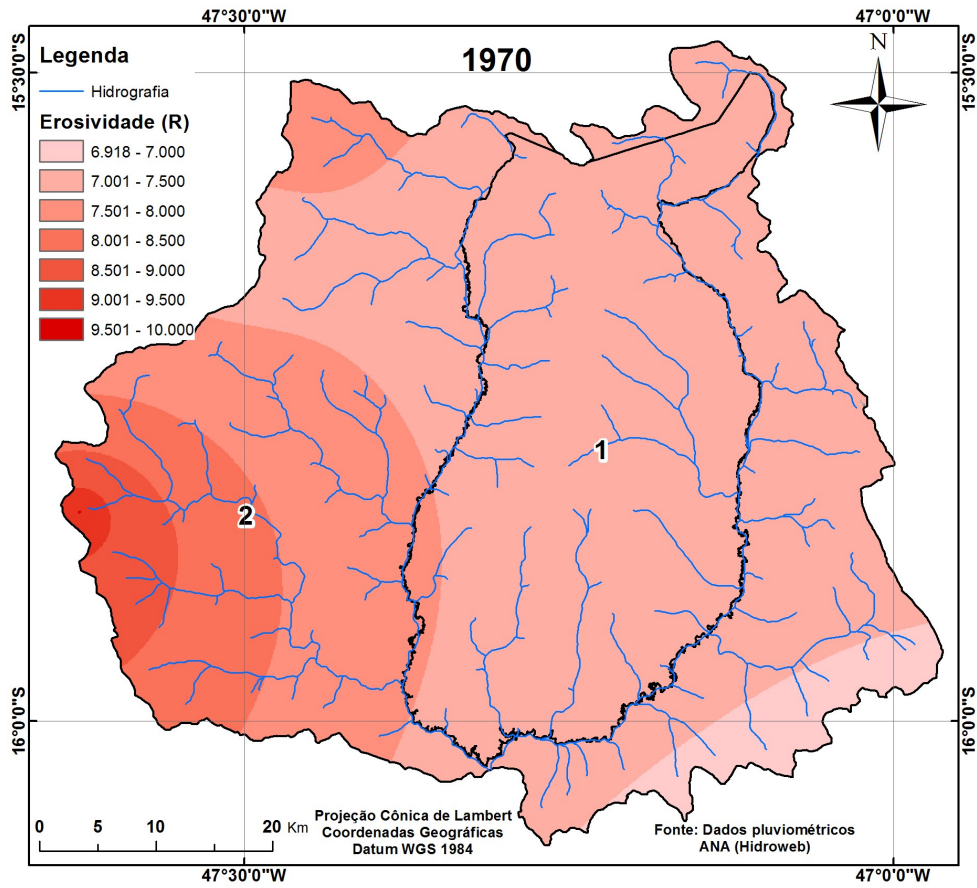 47°30'0"W
47°0'0"W
Legenda
1970
N
15°30'0"S
15°30'0"S
Hidrografia
Erosividade (R)
6.918 - 7.000
7.001 - 7.500
7.501 - 8.000
8.001 - 8.500
8.501 - 9.000
9.001 - 9.500
9.501 - 10.000
1
2
16°0'0"S
16°0'0"S
0 5 10 20 Km
Projeção Cônica de Lambert
Coordenadas Geográficas
Datum WGS 1984
Fonte: Dados pluviométricos
ANA (Hidroweb)
47°30'0"W
47°0'0"W